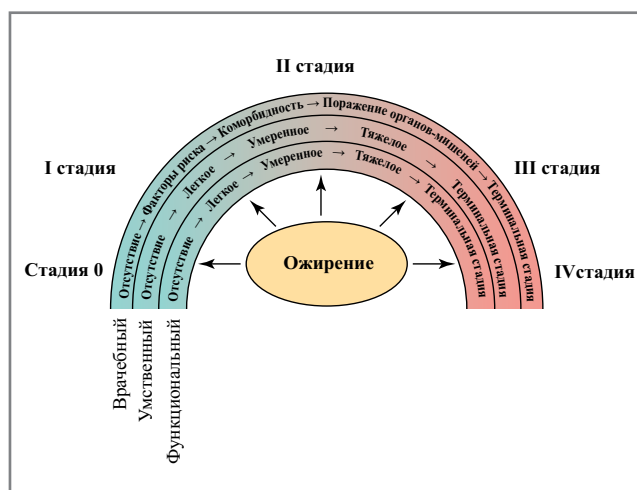 II стадия
I стадия
III стадия
Стадия 0
IVстадия
Отсутствие → Факторы риска → Коморбидность → Поражение органов-мишеней → Терминальная стадия
Отсутствие → Легкое → Умеренное → Тяжелое → Терминальная стадия
Отсутствие → Легкое → Умеренное → Тяжелое → Терминальная стадия
Ожирение
Врачебный
Умственный
Функциональный